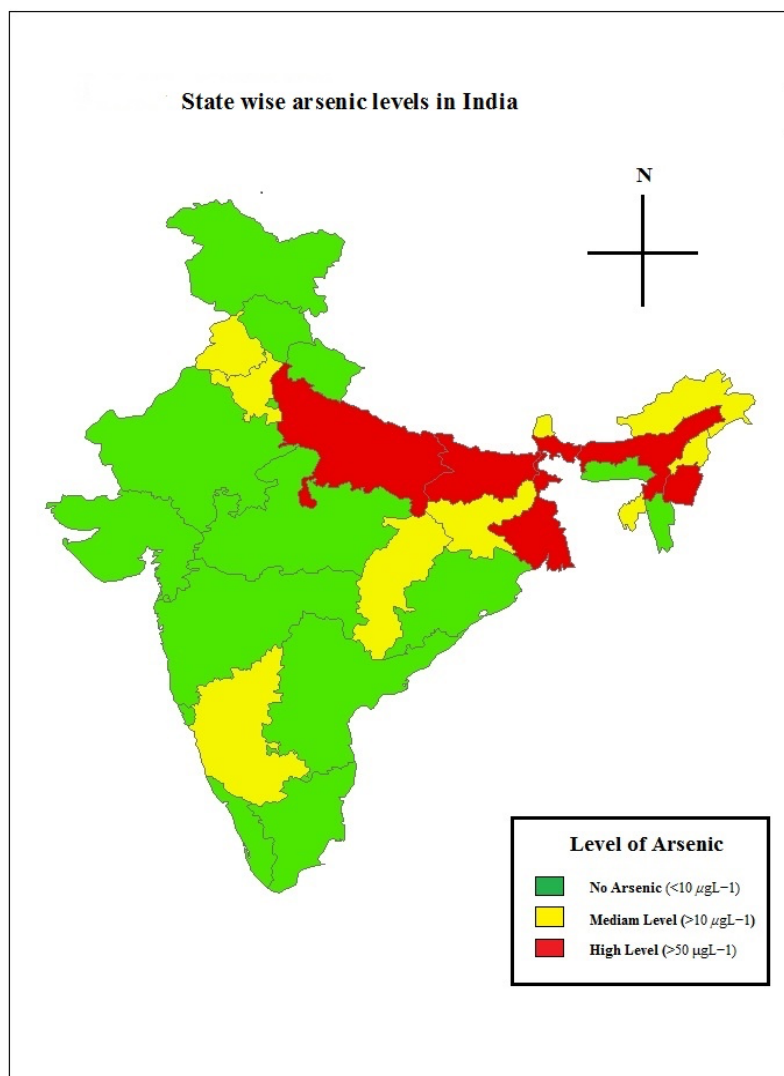 State wise arsenic levels in India
N
Level of Arsenic
No Arsenic (<10 µgL−1)
Mediam Level (>10 µgL−1)
High Level (>50 µgL−1)